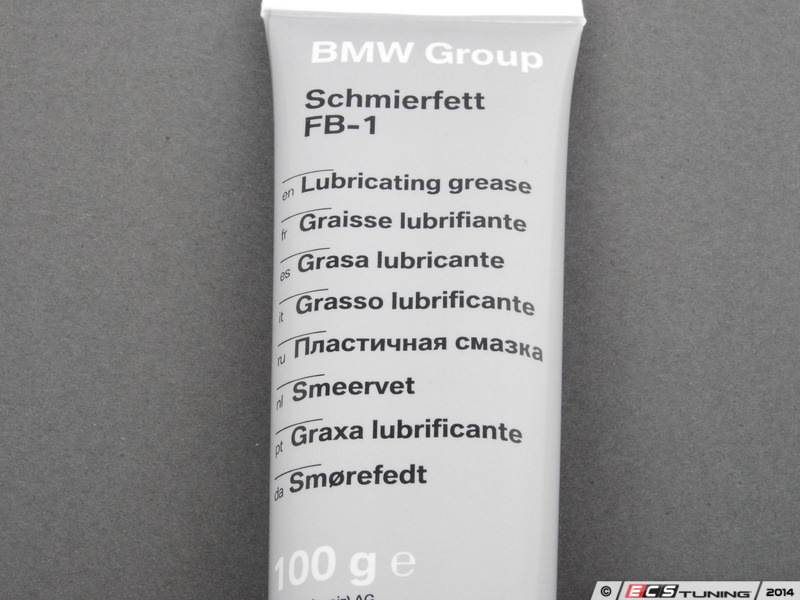 BMW Group
Schmierfett
FB-1
en Lubricating grease
fr Graisse lubrifiante
es Grasa lubricante
it Grasso lubrificante
ru Пластичная смазка
nl Smeervet
pt Graxa lubrificante
da Smørefedt
100 g e
AG
© ECS TUNING 2014